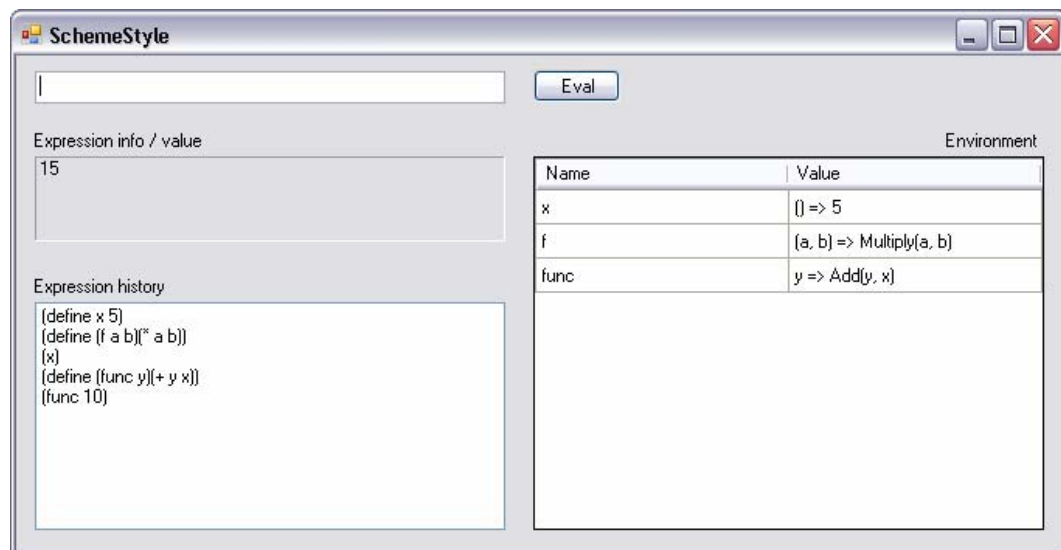 SchemeStyle
Eval
Expression info / value
15
Expression history
(define x 5)
(define (f a b)(* a b))
(x)
(define (func y)(+ y x))
(func 10)
Environment
Name Value
x () => 5
f (a, b) => Multiply(a, b)
func y => Add(y, x)